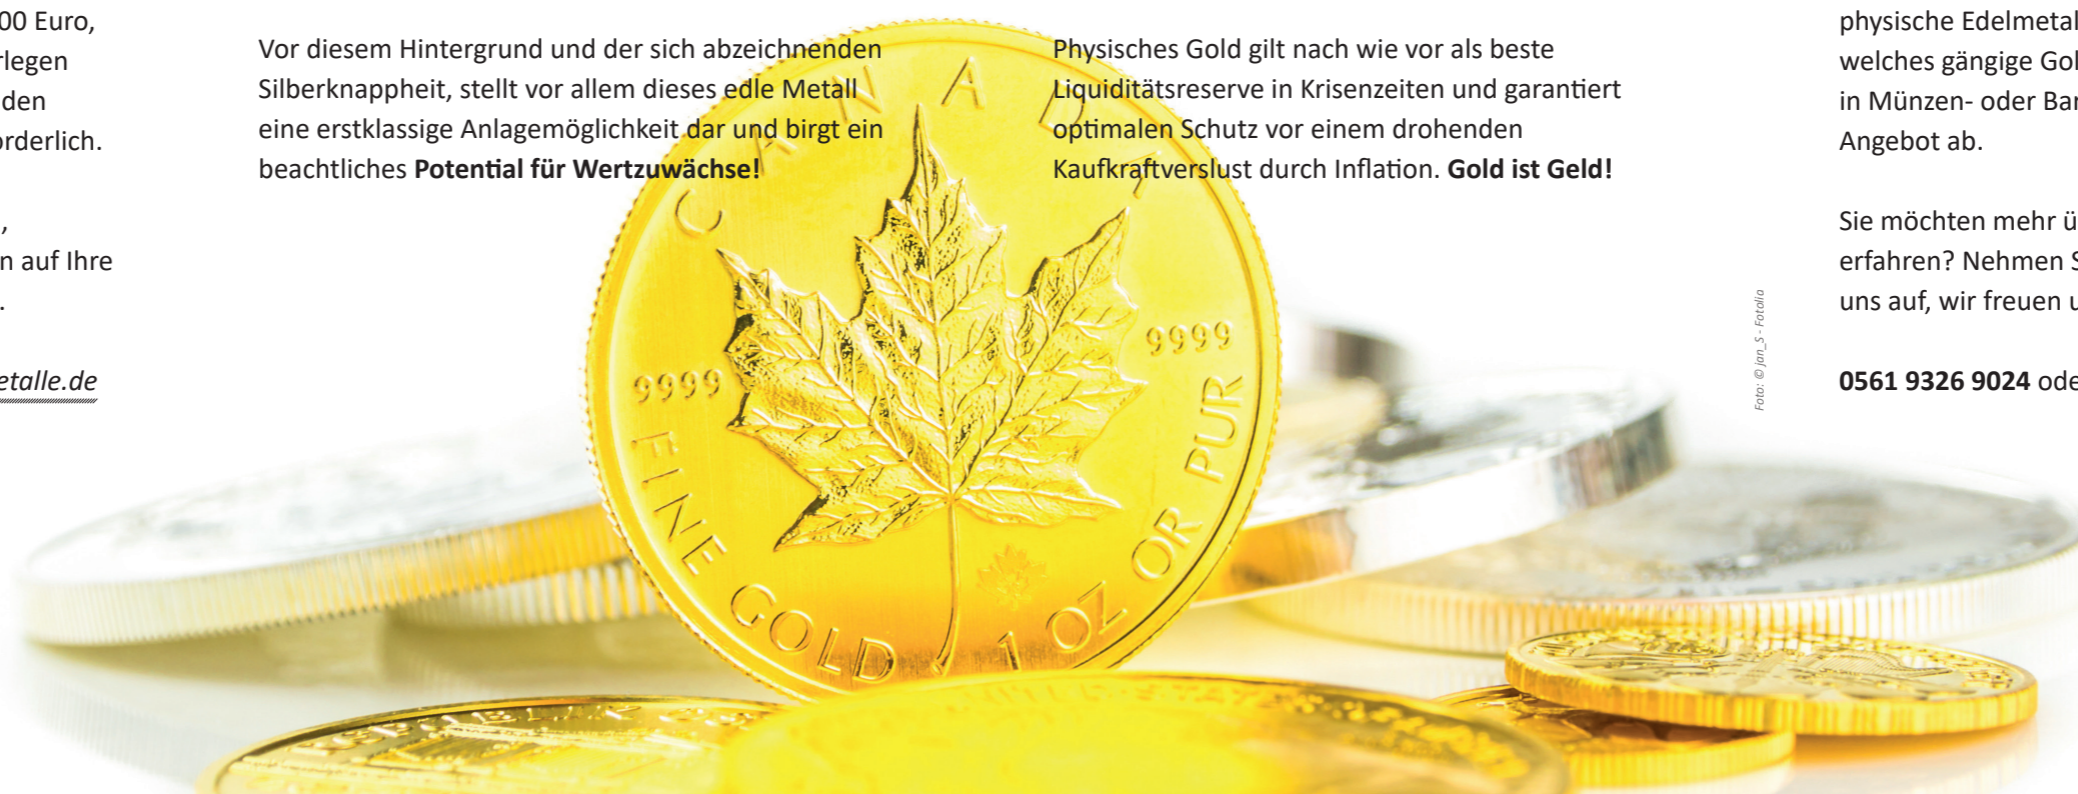 00 Euro,
rlegen
den
orderlich.
,
n auf Ihre
.
etalle.de
Vor diesem Hintergrund und der sich abzeichnenden
Silberknappheit, stellt vor allem dieses edle Metall
eine erstklassige Anlagemöglichkeit dar und birgt ein
beachtliches Potential für Wertzuwächse!
Physisches Gold gilt nach wie vor als beste
Liquiditätsreserve in Krisenzeiten und garantiert
optimalen Schutz vor einem drohenden
Kaufkraftverslust durch Inflation. Gold ist Geld!
CANADA
9999
9999
FINE GOLD 1 OZ OR PUR
UNITED STATES
REPUBLIK
Foto: © jan_S - Fotolia
physische Edelmetal
welches gängige Gol
in Münzen- oder Bar
Angebot ab.
Sie möchten mehr ü
erfahren? Nehmen S
uns auf, wir freuen u
0561 9326 9024 ode